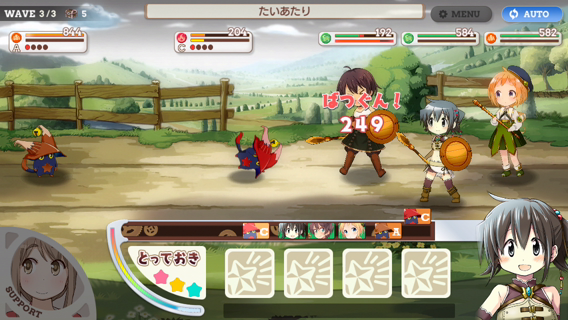 WAVE 3/3
5
たいあたり
MENU
AUTO
844
A
204
C
192
584
582
ばつぐん!
249
C
A
C
とっておき
SUPPORT